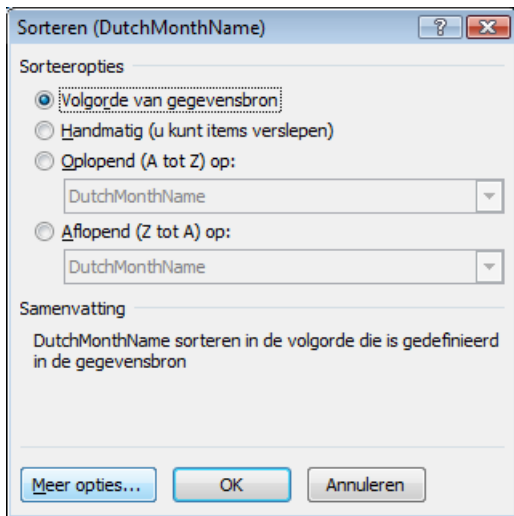 Sorteren (DutchMonthName)
Sorteeropties
Volgorde van gegevensbron
Handmatig (u kunt items verslepen)
Oplopend (A tot Z) op:
DutchMonthName
Aflopend (Z tot A) op:
DutchMonthName
Samenvatting
DutchMonthName sorteren in de volgorde die is gedefinieerd
in de gegevensbron
Meer opties... OK Annuleren